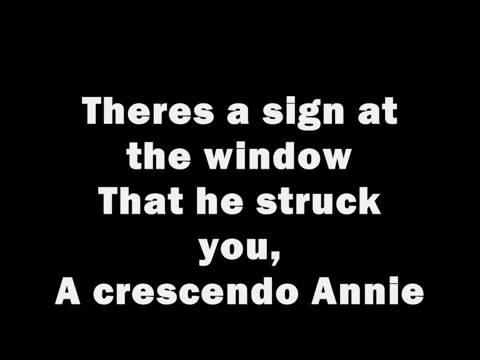 Theres a sign at
the window
That he struck
you,
A crescendo Annie